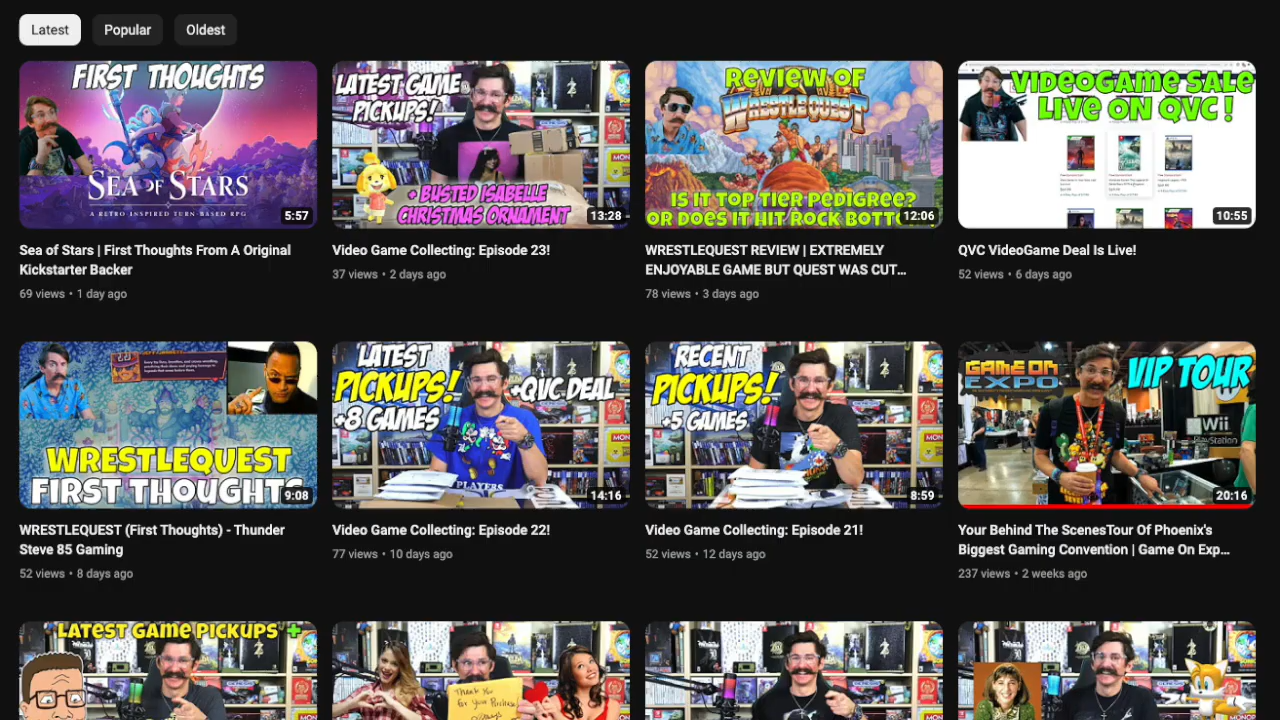 Latest
Popular
Oldest
FIRST THOUGHTS
SEA OF STARS
A RETRO INSPIRED TURN-BASED RPG
5:57
LATEST GAME
PICKUPS!
ISABELLE
CHRISTMAS ORNAMENT
13:28
REVIEW OF
WRESTLEQUEST
IS IT TOP TIER PEDIGREE?
OR DOES IT HIT ROCK BOTTO
12:06
VIDEOGAME SALE
LIVE ON QVC!
10:55
Sea of Stars | First Thoughts From A Original
Kickstarter Backer
69 views • 1 day ago
Video Game Collecting: Episode 23!
37 views • 2 days ago
WRESTLEQUEST REVIEW | EXTREMELY
ENJOYABLE GAME BUT QUEST WAS CUT...
78 views • 3 days ago
QVC VideoGame Deal Is Live!
52 views • 6 days ago
WRESTLEQUEST
FIRST THOUGHTS
9:08
LATEST
PICKUPS!
+8 GAMES
+QVC DEAL
PLAYERS
14:16
RECENT
PICKUPS!
+5 GAMES
8:59
GAME ON
EXPO
VIP TOUR
Wii
PlayStation
20:16
WRESTLEQUEST (First Thoughts) - Thunder
Steve 85 Gaming
52 views • 8 days ago
Video Game Collecting: Episode 22!
77 views • 10 days ago
Video Game Collecting: Episode 21!
52 views • 12 days ago
Your Behind The ScenesTour Of Phoenix's
Biggest Gaming Convention | Game On Exp...
237 views • 2 weeks ago
LATEST GAME PICKUPS +
Thank You
For your Purchase